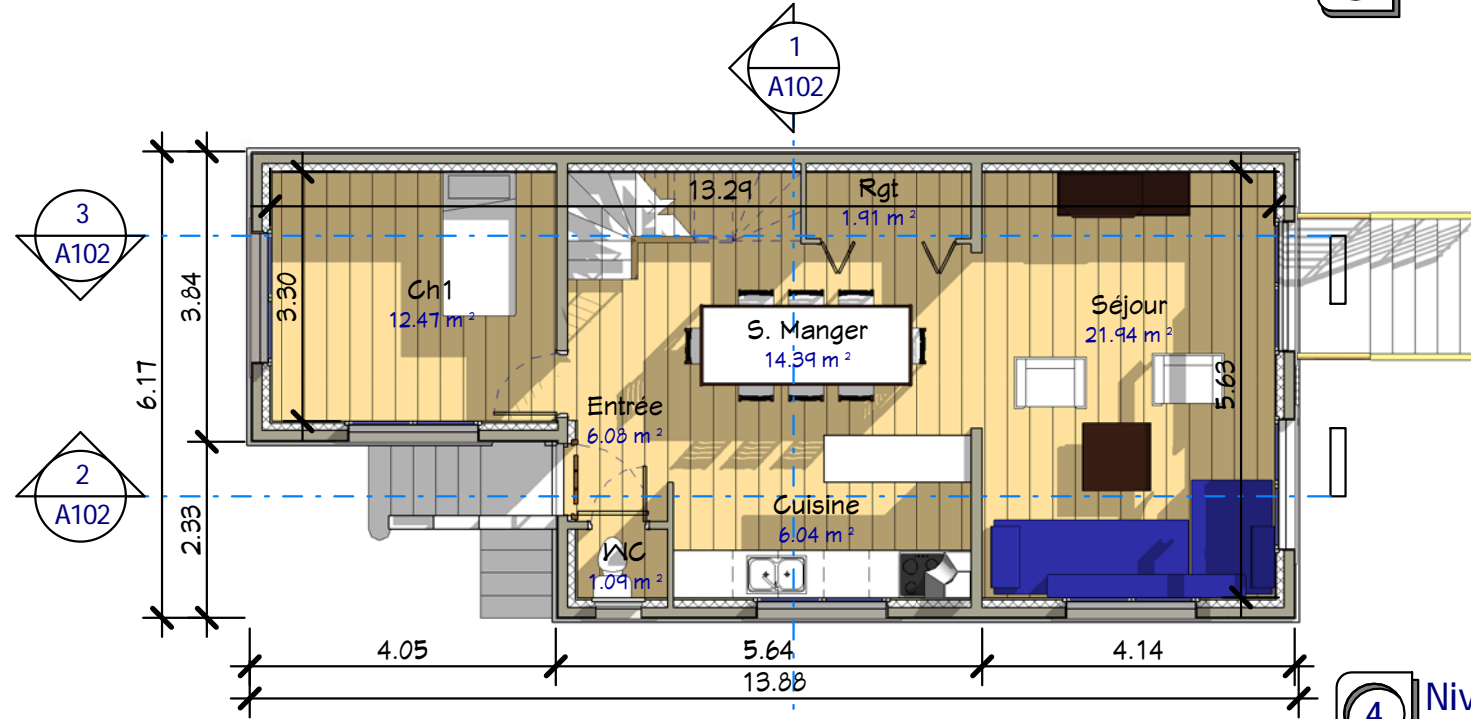 1
A102
3
A102
13.29
Rgt
1.91 m²
3.84
3.30
Ch1
12.47 m²
S. Manger
14.39 m²
Séjour
21.94 m²
6.17
5.63
Entrée
6.08 m²
2
A102
2.33
Cuisine
6.04 m²
WC
1.09 m²
4.05
5.64
4.14
13.88
4
Niv